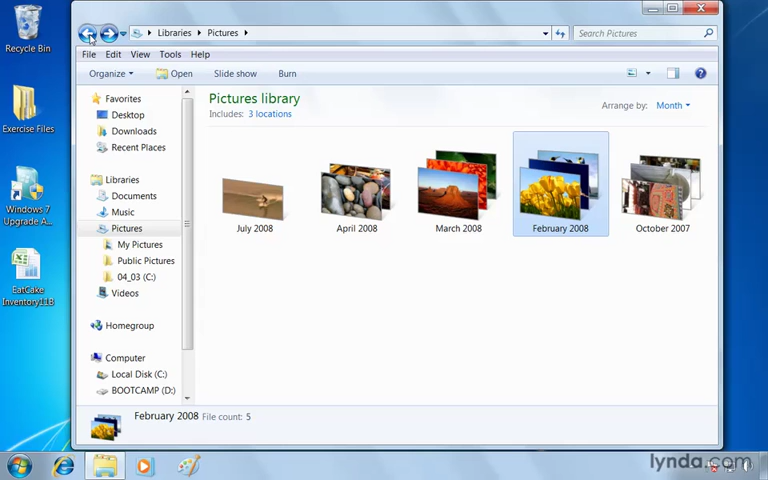 Recycle Bin
Exercise Files
Windows 7
Upgrade A...
EatCake
Inventory11B
Libraries
Pictures
Search Pictures
File Edit View Tools Help
Organize Open Slide show Burn
Favorites
Desktop
Downloads
Recent Places
Libraries
Documents
Music
Pictures
My Pictures
Public Pictures
04_03 (C:)
Videos
Homegroup
Computer
Local Disk (C:)
BOOTCAMP (D:)
Pictures library
Includes: 3 locations
Arrange by: Month
July 2008
April 2008
March 2008
February 2008
October 2007
February 2008 File count: 5
lynda.com